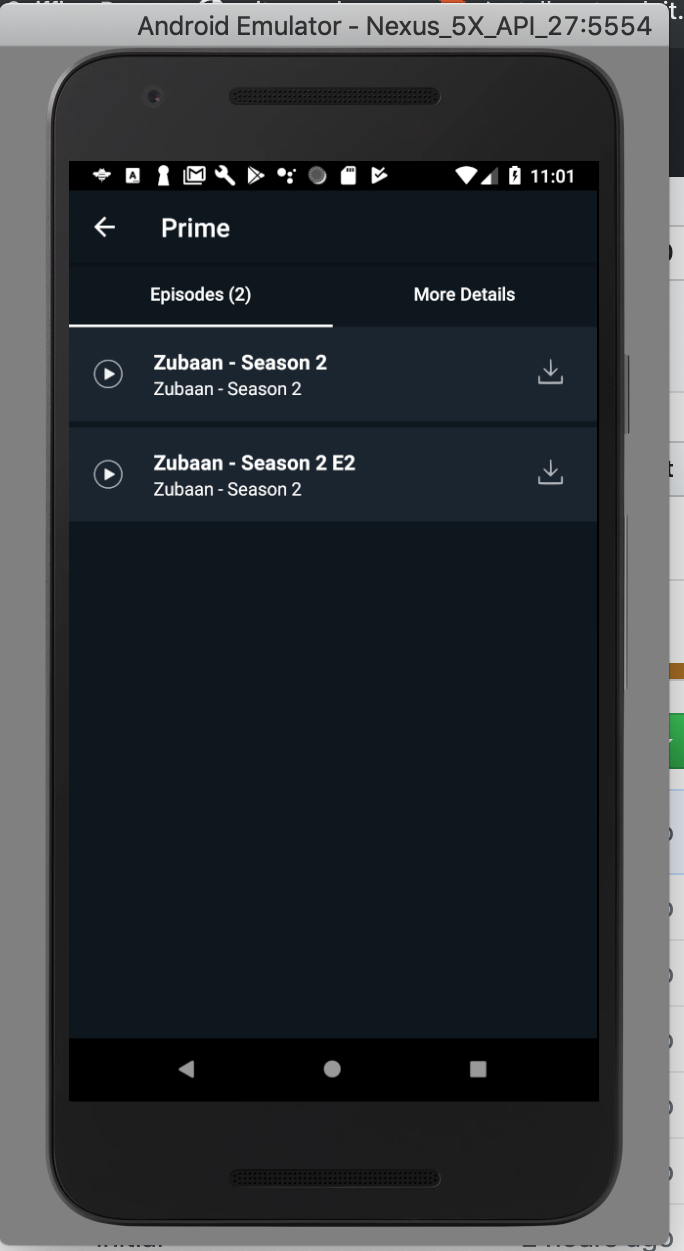 Android Emulator - Nexus_5X_API_27:5554
11:01
Prime
Episodes (2)
More Details
Zubaan - Season 2
Zubaan - Season 2
Zubaan - Season 2 E2
Zubaan - Season 2